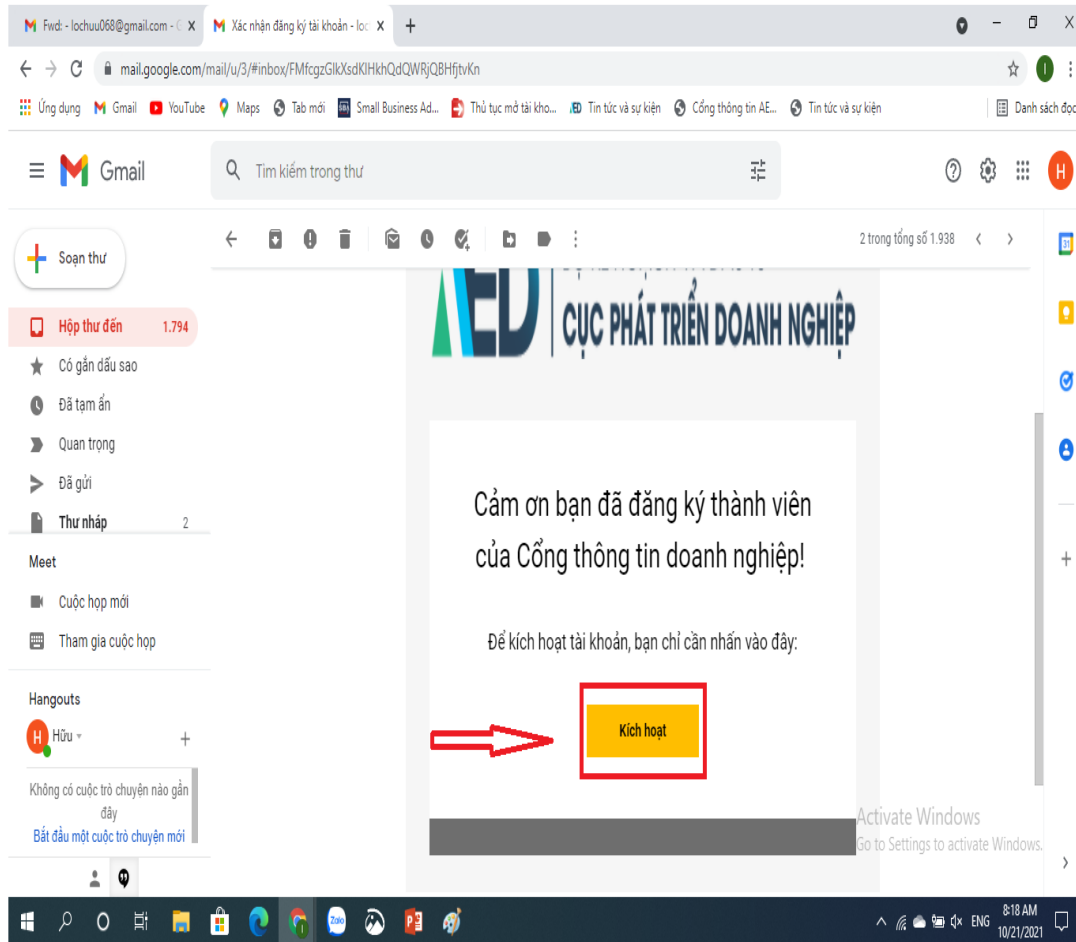 Fwd: - lochuu068@gmail.com - G
Xác nhận đăng ký tài khoản - loc
mail.google.com/mail/u/3/#inbox/FMfcgzGlkXsdKlHkhQdQWRjQBHfjtvKn
Ứng dụng Gmail YouTube Maps Tab mới Small Business Ad... Thủ tục mở tài kho... Tin tức và sự kiện Cổng thông tin AE... Tin tức và sự kiện Danh sách đọc
Gmail
Tìm kiếm trong thư
H
Soạn thư
2 trong tổng số 1.938
Hộp thư đến 1.794
Có gắn dấu sao
Đã tạm ẩn
Quan trọng
Đã gửi
Thư nháp 2
Meet
Cuộc họp mới
Tham gia cuộc họp
Hangouts
H Hữu
Không có cuộc trò chuyện nào gần
đây
Bắt đầu một cuộc trò chuyện mới
AED
CỤC PHÁT TRIỂN DOANH NGHIỆP
Cảm ơn bạn đã đăng ký thành viên
của Cổng thông tin doanh nghiệp!
Để kích hoạt tài khoản, bạn chỉ cần nhấn vào đây:
Kích hoạt
Activate Windows
Go to Settings to activate Windows.
31
Zalo
ENG
8:18 AM
10/21/2021